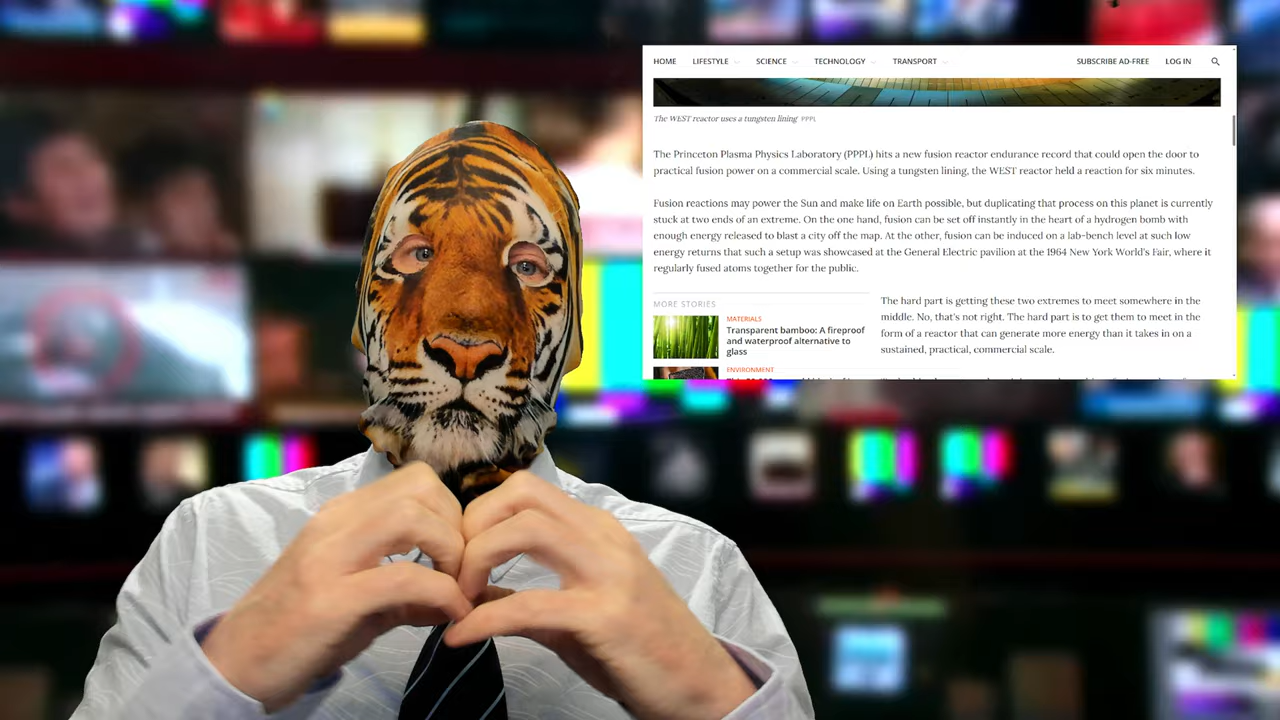 HOME LIFESTYLE SCIENCE TECHNOLOGY TRANSPORT SUBSCRIBE AD-FREE LOG IN
The WEST reactor uses a tungsten lining PPPL
The Princeton Plasma Physics Laboratory (PPPL) hits a new fusion reactor endurance record that could open the door to
practical fusion power on a commercial scale. Using a tungsten lining, the WEST reactor held a reaction for six minutes.
Fusion reactions may power the Sun and make life on Earth possible, but duplicating that process on this planet is currently
stuck at two ends of an extreme. On the one hand, fusion can be set off instantly in the heart of a hydrogen bomb with
enough energy released to blast a city off the map. At the other, fusion can be induced on a lab-bench level at such low
energy returns that such a setup was showcased at the General Electric pavilion at the 1964 New York World's Fair, where it
regularly fused atoms together for the public.
MORE STORIES
MATERIALS
Transparent bamboo: A fireproof
and waterproof alternative to
glass
ENVIRONMENT
The hard part is getting these two extremes to meet somewhere in the
middle. No, that's not right. The hard part is to get them to meet in the
form of a reactor that can generate more energy than it takes in on a
sustained, practical, commercial scale.